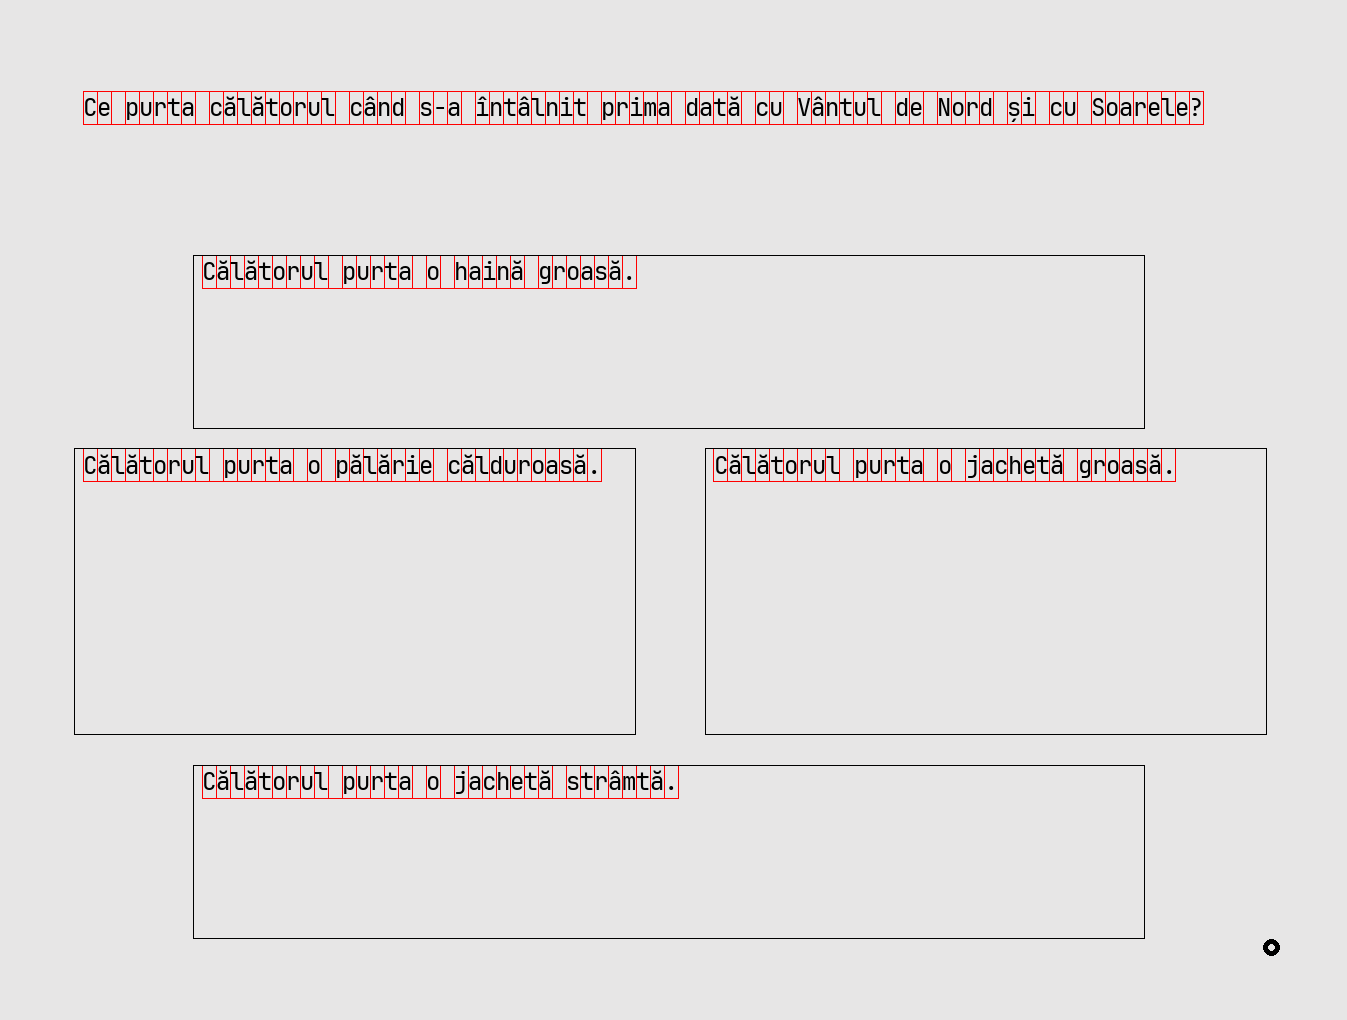 Ce purta călătorul când s-a întâlnit prima dată cu Vântul de Nord și cu Soarele?
Călătorul purta o haină groasă.
Călătorul purta o pălărie călduroasă.
Călătorul purta o jachetă groasă.
Călătorul purta o jachetă strâmtă.